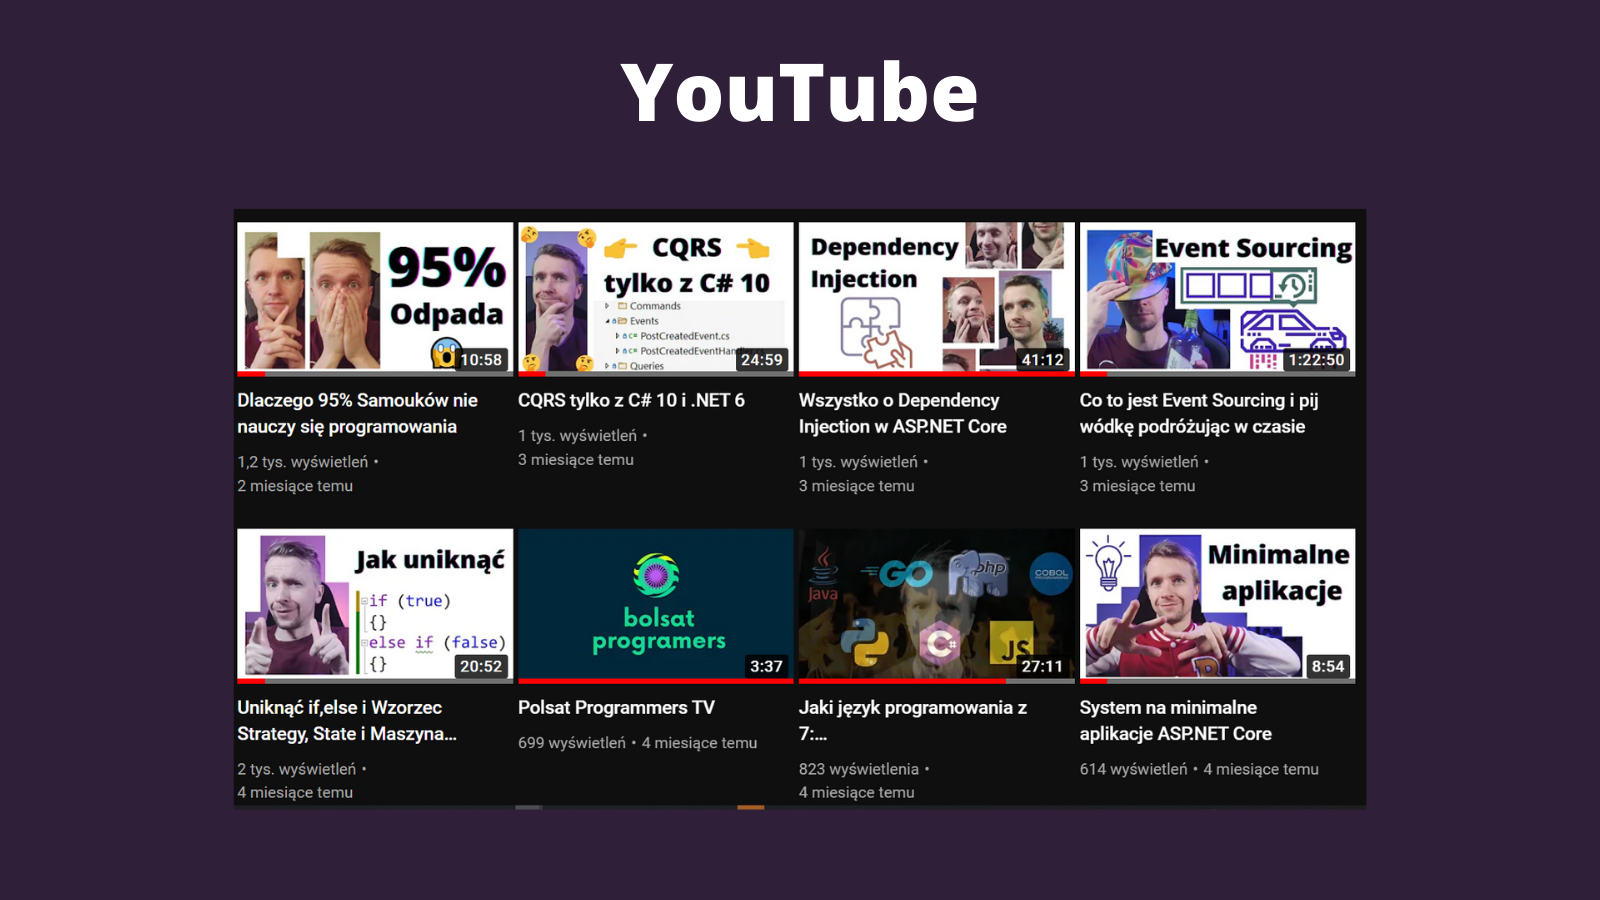 YouTube
95%
Odpada
10:58
Dlaczego 95% Samouków nie
nauczy się programowania
1,2 tys. wyświetleń •
2 miesiące temu
CQRS
tylko z C# 10
Commands
Events
PostCreatedEvent.cs
PostCreatedEventHan
Queries
24:59
CQRS tylko z C# 10 i .NET 6
1 tys. wyświetleń •
3 miesiące temu
Dependency
Injection
41:12
Wszystko o Dependency
Injection w ASP.NET Core
1 tys. wyświetleń •
3 miesiące temu
Event Sourcing
1:22:50
Co to jest Event Sourcing i pij
wódkę podróżując w czasie
1 tys. wyświetleń •
3 miesiące temu
Jak uniknąć
if (true)
{}
else if (false)
{}
20:52
Uniknąć if,else i Wzorzec
Strategy, State i Maszyna...
2 tys. wyświetleń •
4 miesiące temu
bolsat
programers
3:37
Polsat Programmers TV
699 wyświetleń • 4 miesiące temu
Java
GO
php
COBOL
C#
JS
27:11
Jaki język programowania z
7:...
823 wyświetlenia •
4 miesiące temu
Minimalne
aplikacje
8:54
System na minimalne
aplikacje ASP.NET Core
614 wyświetleń • 4 miesiące temu